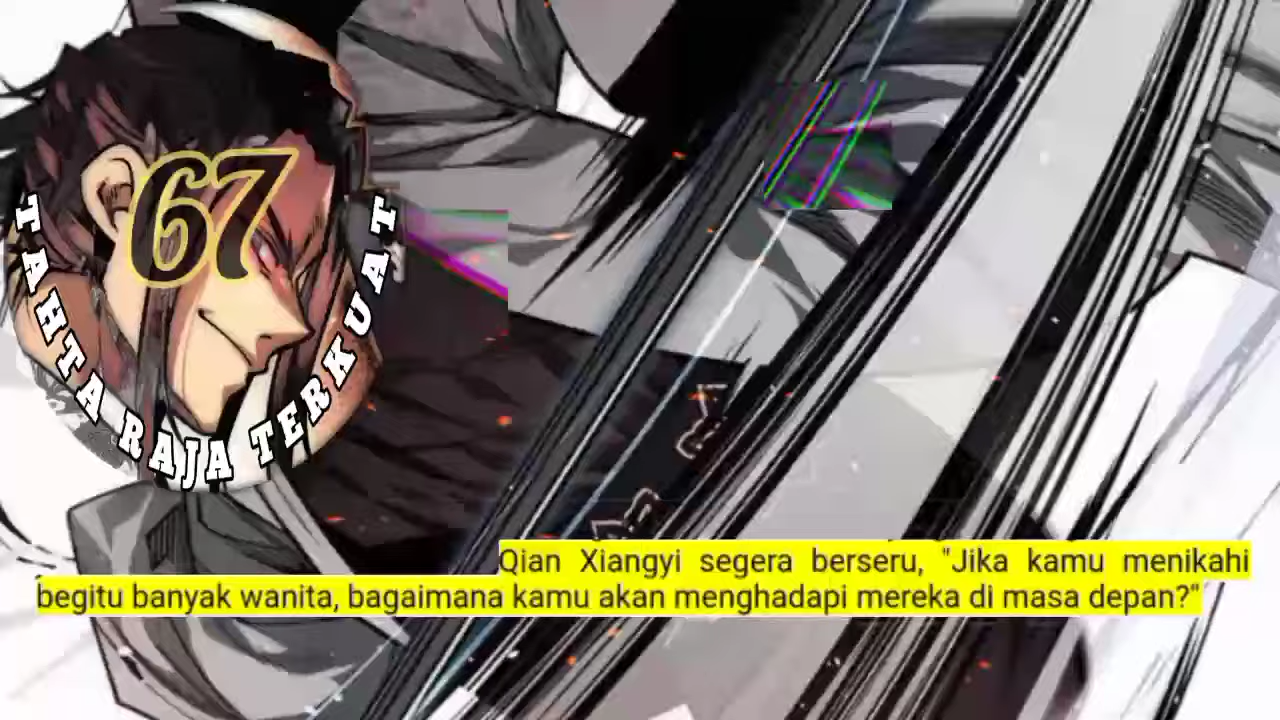 67
TAHTA RAJA TERKUAT
Qian Xiangyi segera berseru, "Jika kamu menikahi
begitu banyak wanita, bagaimana kamu akan menghadapi mereka di masa depan?"